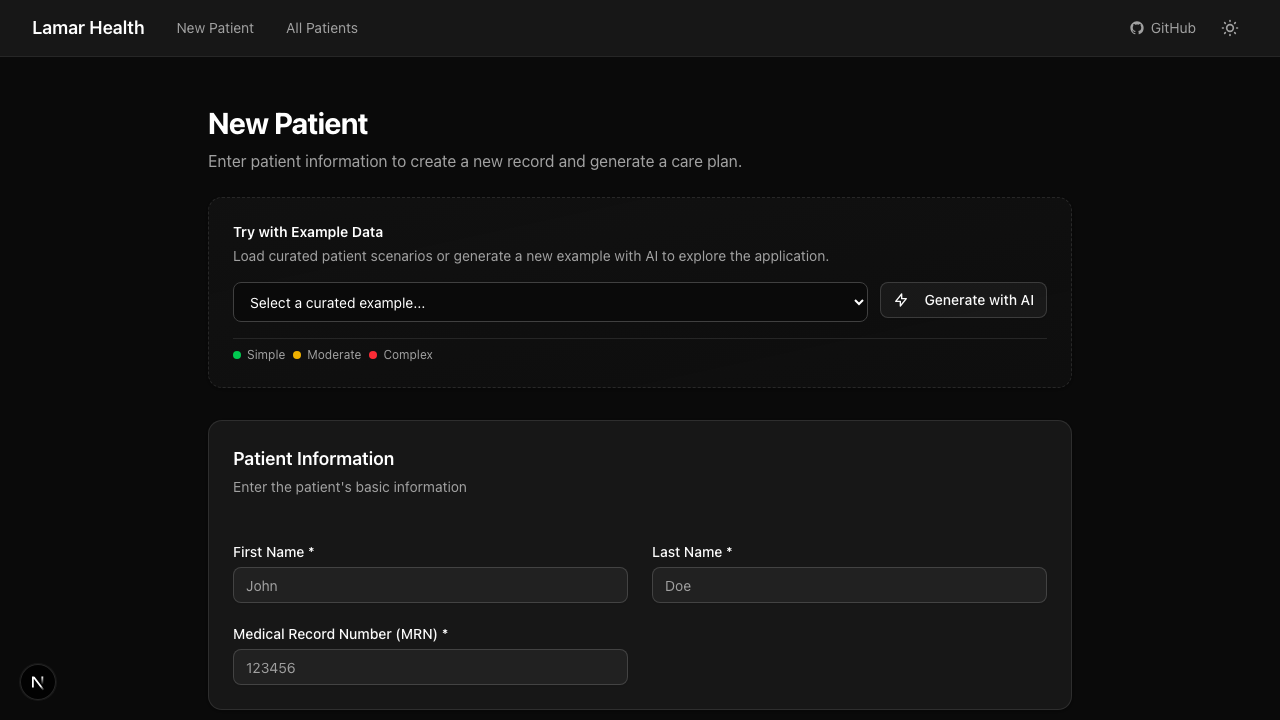 Lamar Health New Patient All Patients GitHub
New Patient
Enter patient information to create a new record and generate a care plan.
Try with Example Data
Load curated patient scenarios or generate a new example with AI to explore the application.
Select a curated example... Generate with AI
Simple Moderate Complex
Patient Information
Enter the patient's basic information
First Name * Last Name *
John Doe
Medical Record Number (MRN) *
123456
N